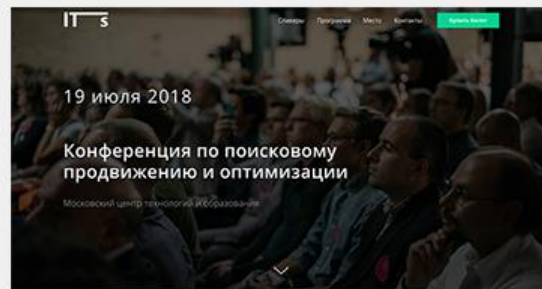 IT s
Спикеры Программа Место Контакты Купить билет
19 июля 2018
Конференция по поисковому
продвижению и оптимизации
Московский центр технологий и образования